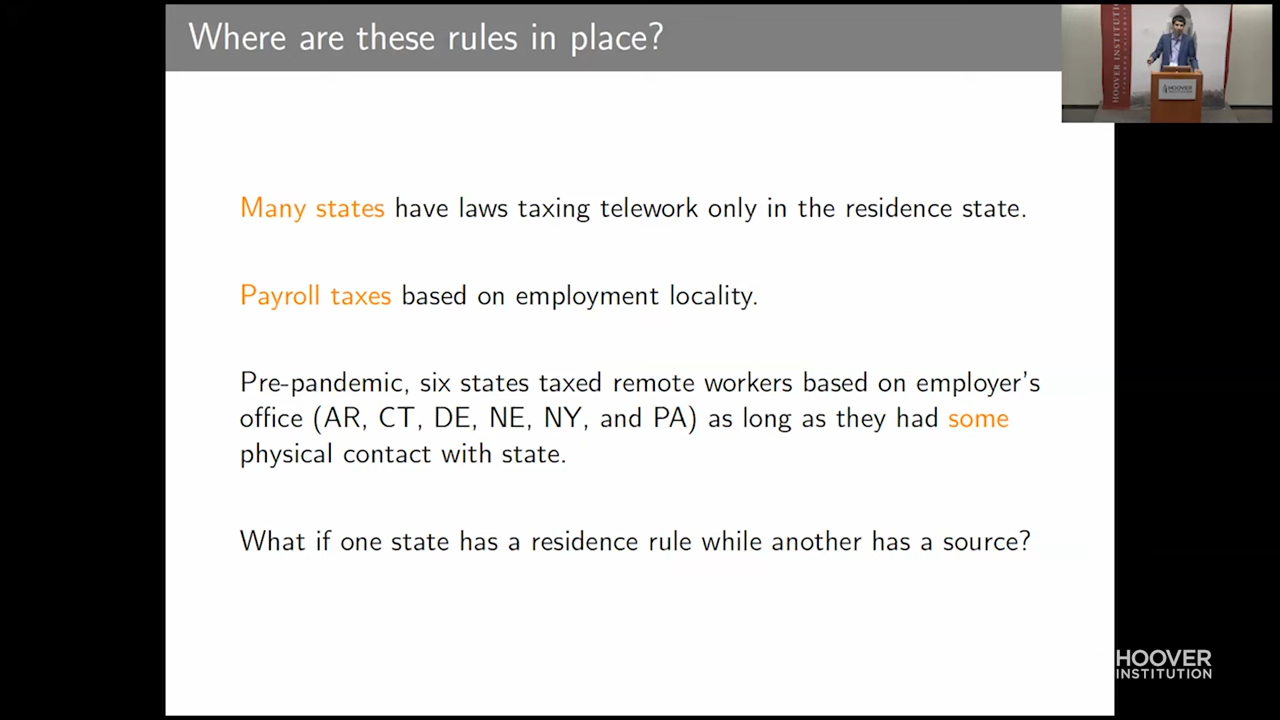 Where are these rules in place?
Many states have laws taxing telework only in the residence state.
Payroll taxes based on employment locality.
Pre-pandemic, six states taxed remote workers based on employer's
office (AR, CT, DE, NE, NY, and PA) as long as they had some
physical contact with state.
What if one state has a residence rule while another has a source?
HOOVER INSTITUTION
HOOVER
HOOVER
INSTITUTION